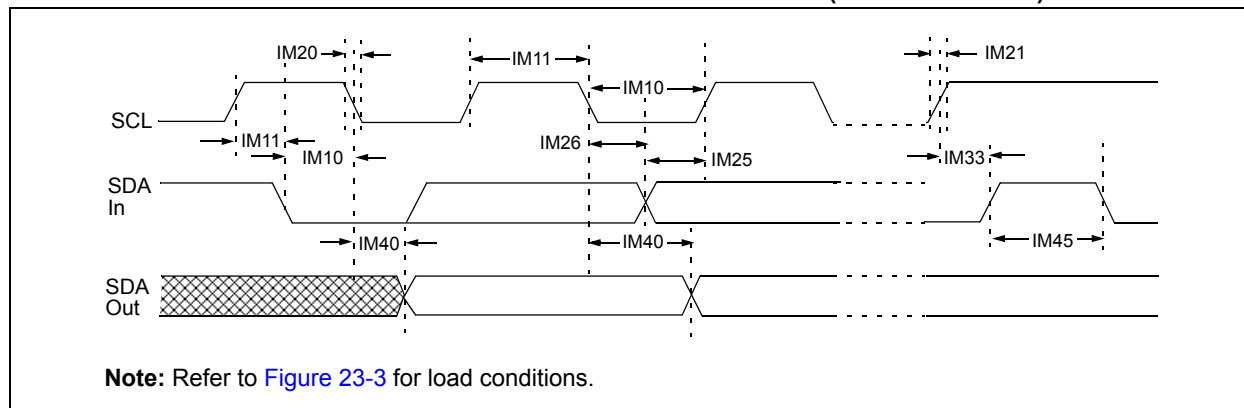 IM20
IM11
IM10
IM21
SCL
IM11
IM10
IM26
IM25
IM33
SDA
In
IM40
IM40
IM45
SDA
Out
Note: Refer to Figure 23-3 for load conditions.